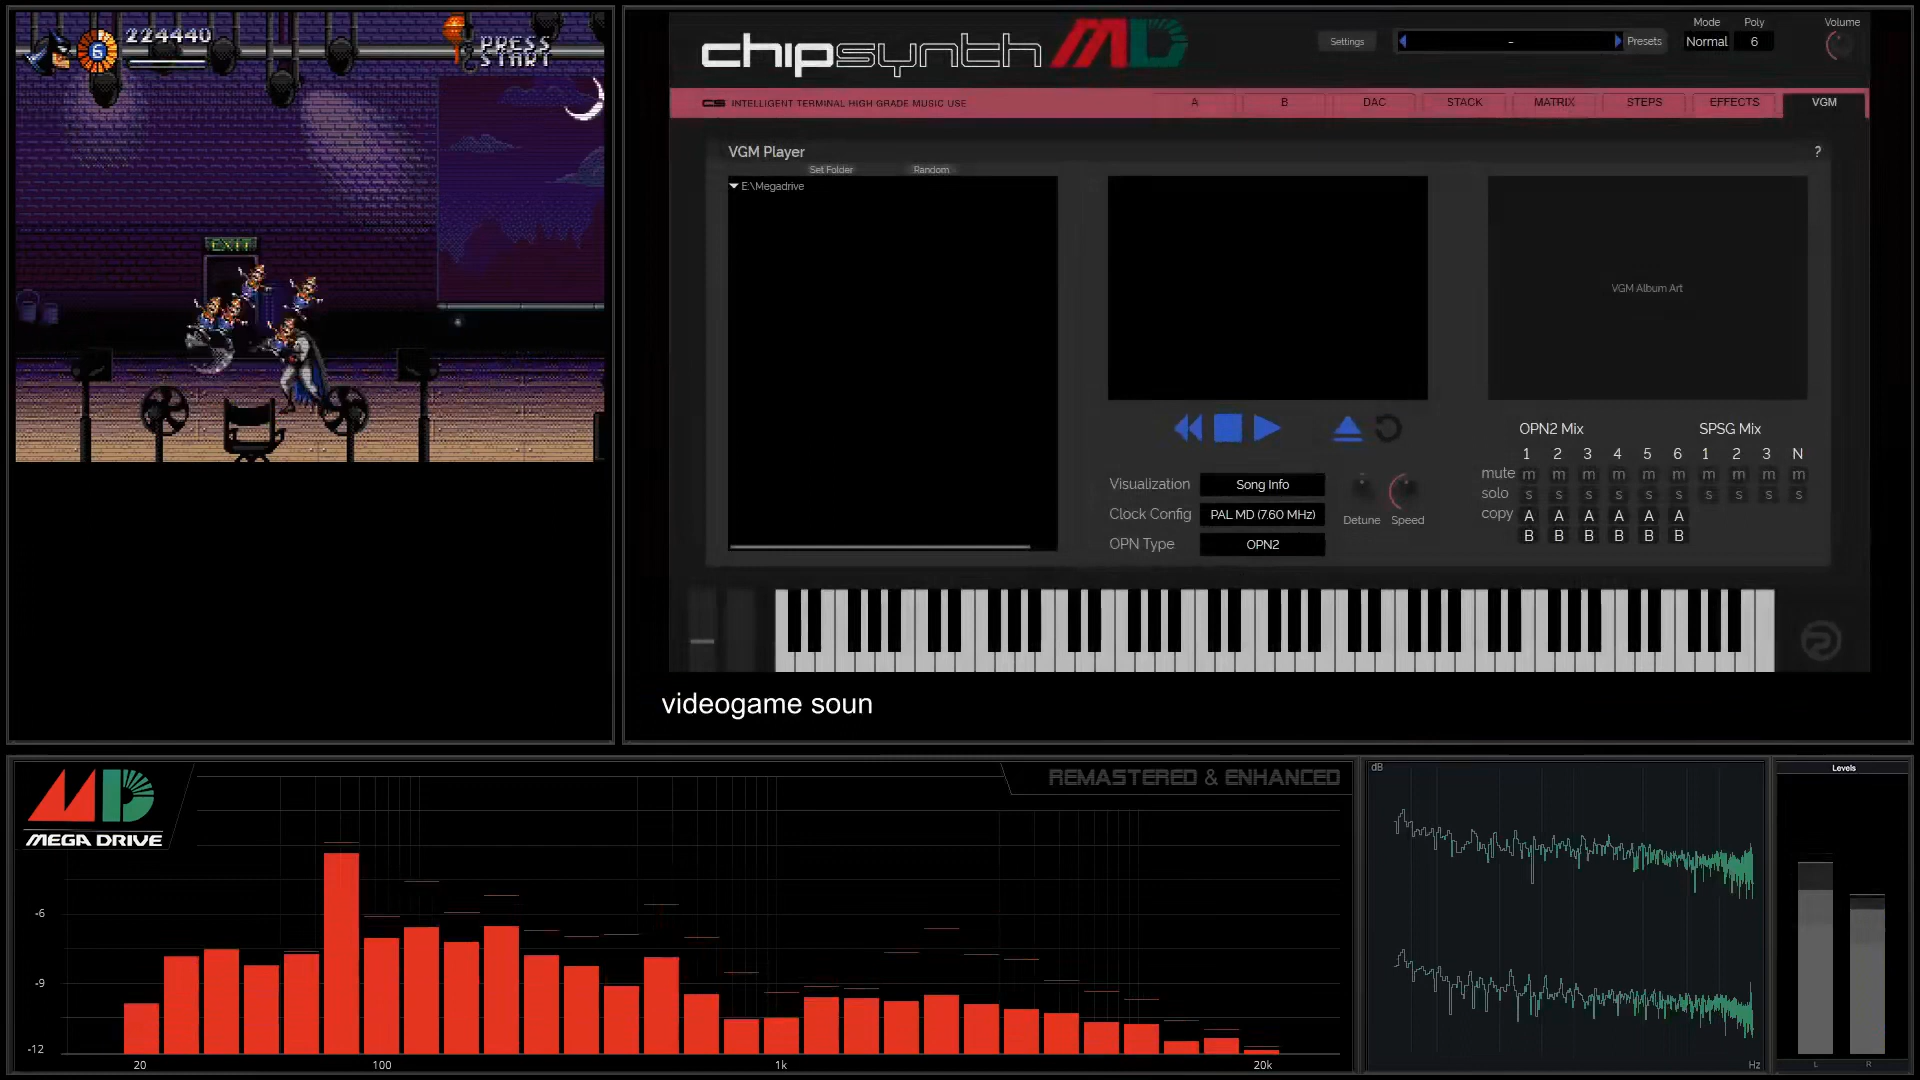 6 224440
PRESS
START
EXIT
chipsynth MD
Settings
-
Presets
Mode
Normal
Poly
6
Volume
CS INTELLIGENT TERMINAL HIGH GRADE MUSIC USE
A B DAC STACK MATRIX STEPS EFFECTS VGM
VGM Player
?
Set Folder Random
E:\Megadrive
VGM Album Art
Visualization Song Info
Clock Config PAL MD (7.60 MHz)
OPN Type OPN2
Detune Speed
OPN2 Mix SPSG Mix
1 2 3 4 5 6 1 2 3 N
mute m m m m m m m m m m
solo s s s s s s s s s s
copy A A A A A A
B B B B B B
videogame soun
MD
MEGA DRIVE
REMASTERED & ENHANCED
-6
-9
-12
20 100 1k 20k
dB
Hz
Levels
L R